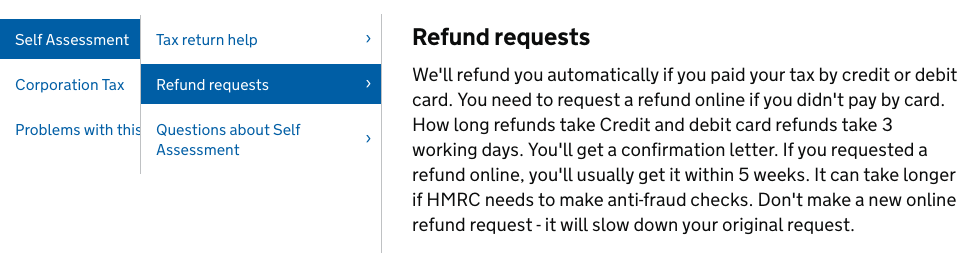 Self Assessment
Corporation Tax
Problems with this
Tax return help
Refund requests
Questions about Self
Assessment
Refund requests
We'll refund you automatically if you paid your tax by credit or debit
card. You need to request a refund online if you didn't pay by card.
How long refunds take Credit and debit card refunds take 3
working days. You'll get a confirmation letter. If you requested a
refund online, you'll usually get it within 5 weeks. It can take longer
if HMRC needs to make anti-fraud checks. Don't make a new online
refund request - it will slow down your original request.